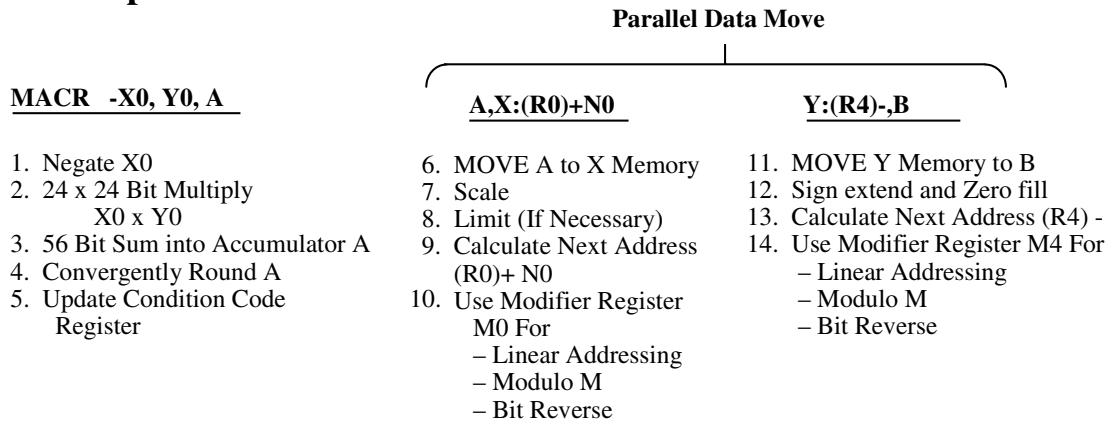 Parallel Data Move
MACR -X0, Y0, A
1. Negate X0
2. 24 x 24 Bit Multiply
X0 x Y0
3. 56 Bit Sum into Accumulator A
4. Convergently Round A
5. Update Condition Code
Register
A,X:(R0)+N0
6. MOVE A to X Memory
7. Scale
8. Limit (If Necessary)
9. Calculate Next Address
(R0)+ N0
10. Use Modifier Register
M0 For
– Linear Addressing
– Modulo M
– Bit Reverse
Y:(R4)-,B
11. MOVE Y Memory to B
12. Sign extend and Zero fill
13. Calculate Next Address (R4) -
14. Use Modifier Register M4 For
– Linear Addressing
– Modulo M
– Bit Reverse